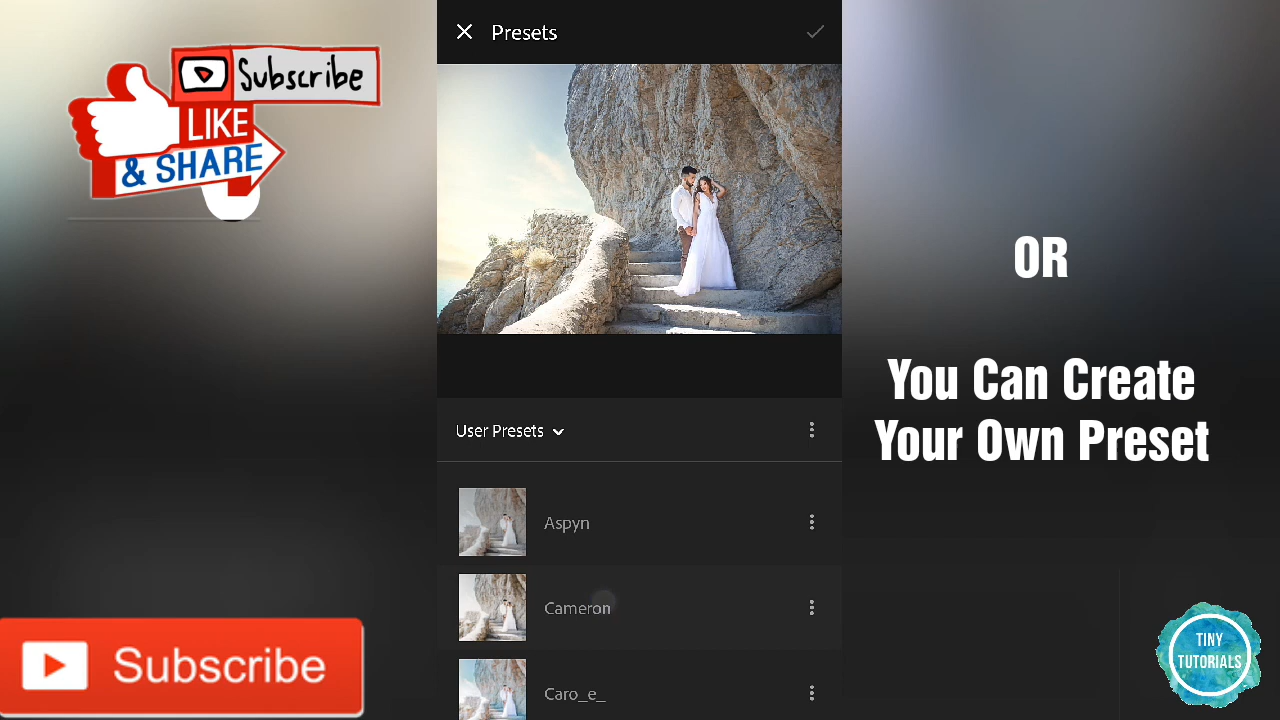 Subscribe
LIKE
& SHARE
Presets
OR
You Can Create
Your Own Preset
User Presets
Aspyn
Cameron
Caro_e_
Subscribe
TINY
TUTORIALS